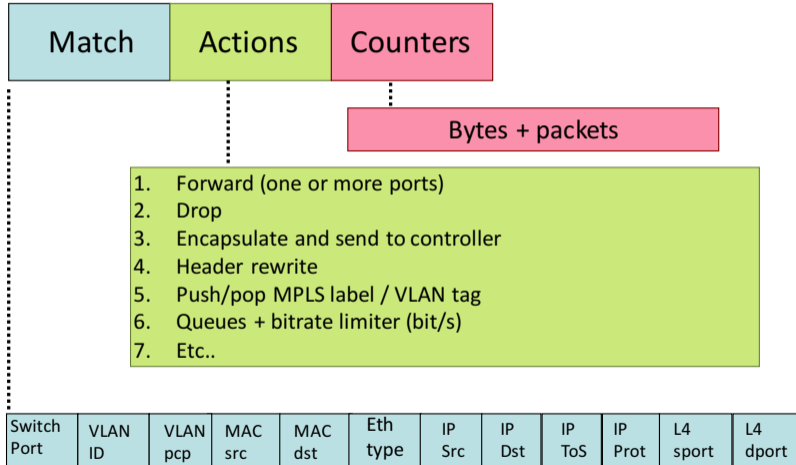 Match Actions Counters
Bytes + packets
1. Forward (one or more ports)
2. Drop
3. Encapsulate and send to controller
4. Header rewrite
5. Push/pop MPLS label / VLAN tag
6. Queues + bitrate limiter (bit/s)
7. Etc..
Switch
Port
VLAN
ID
VLAN
pcp
MAC
src
MAC
dst
Eth
type
IP
Src
IP
Dst
IP
ToS
IP
Prot
L4
sport
L4
dport